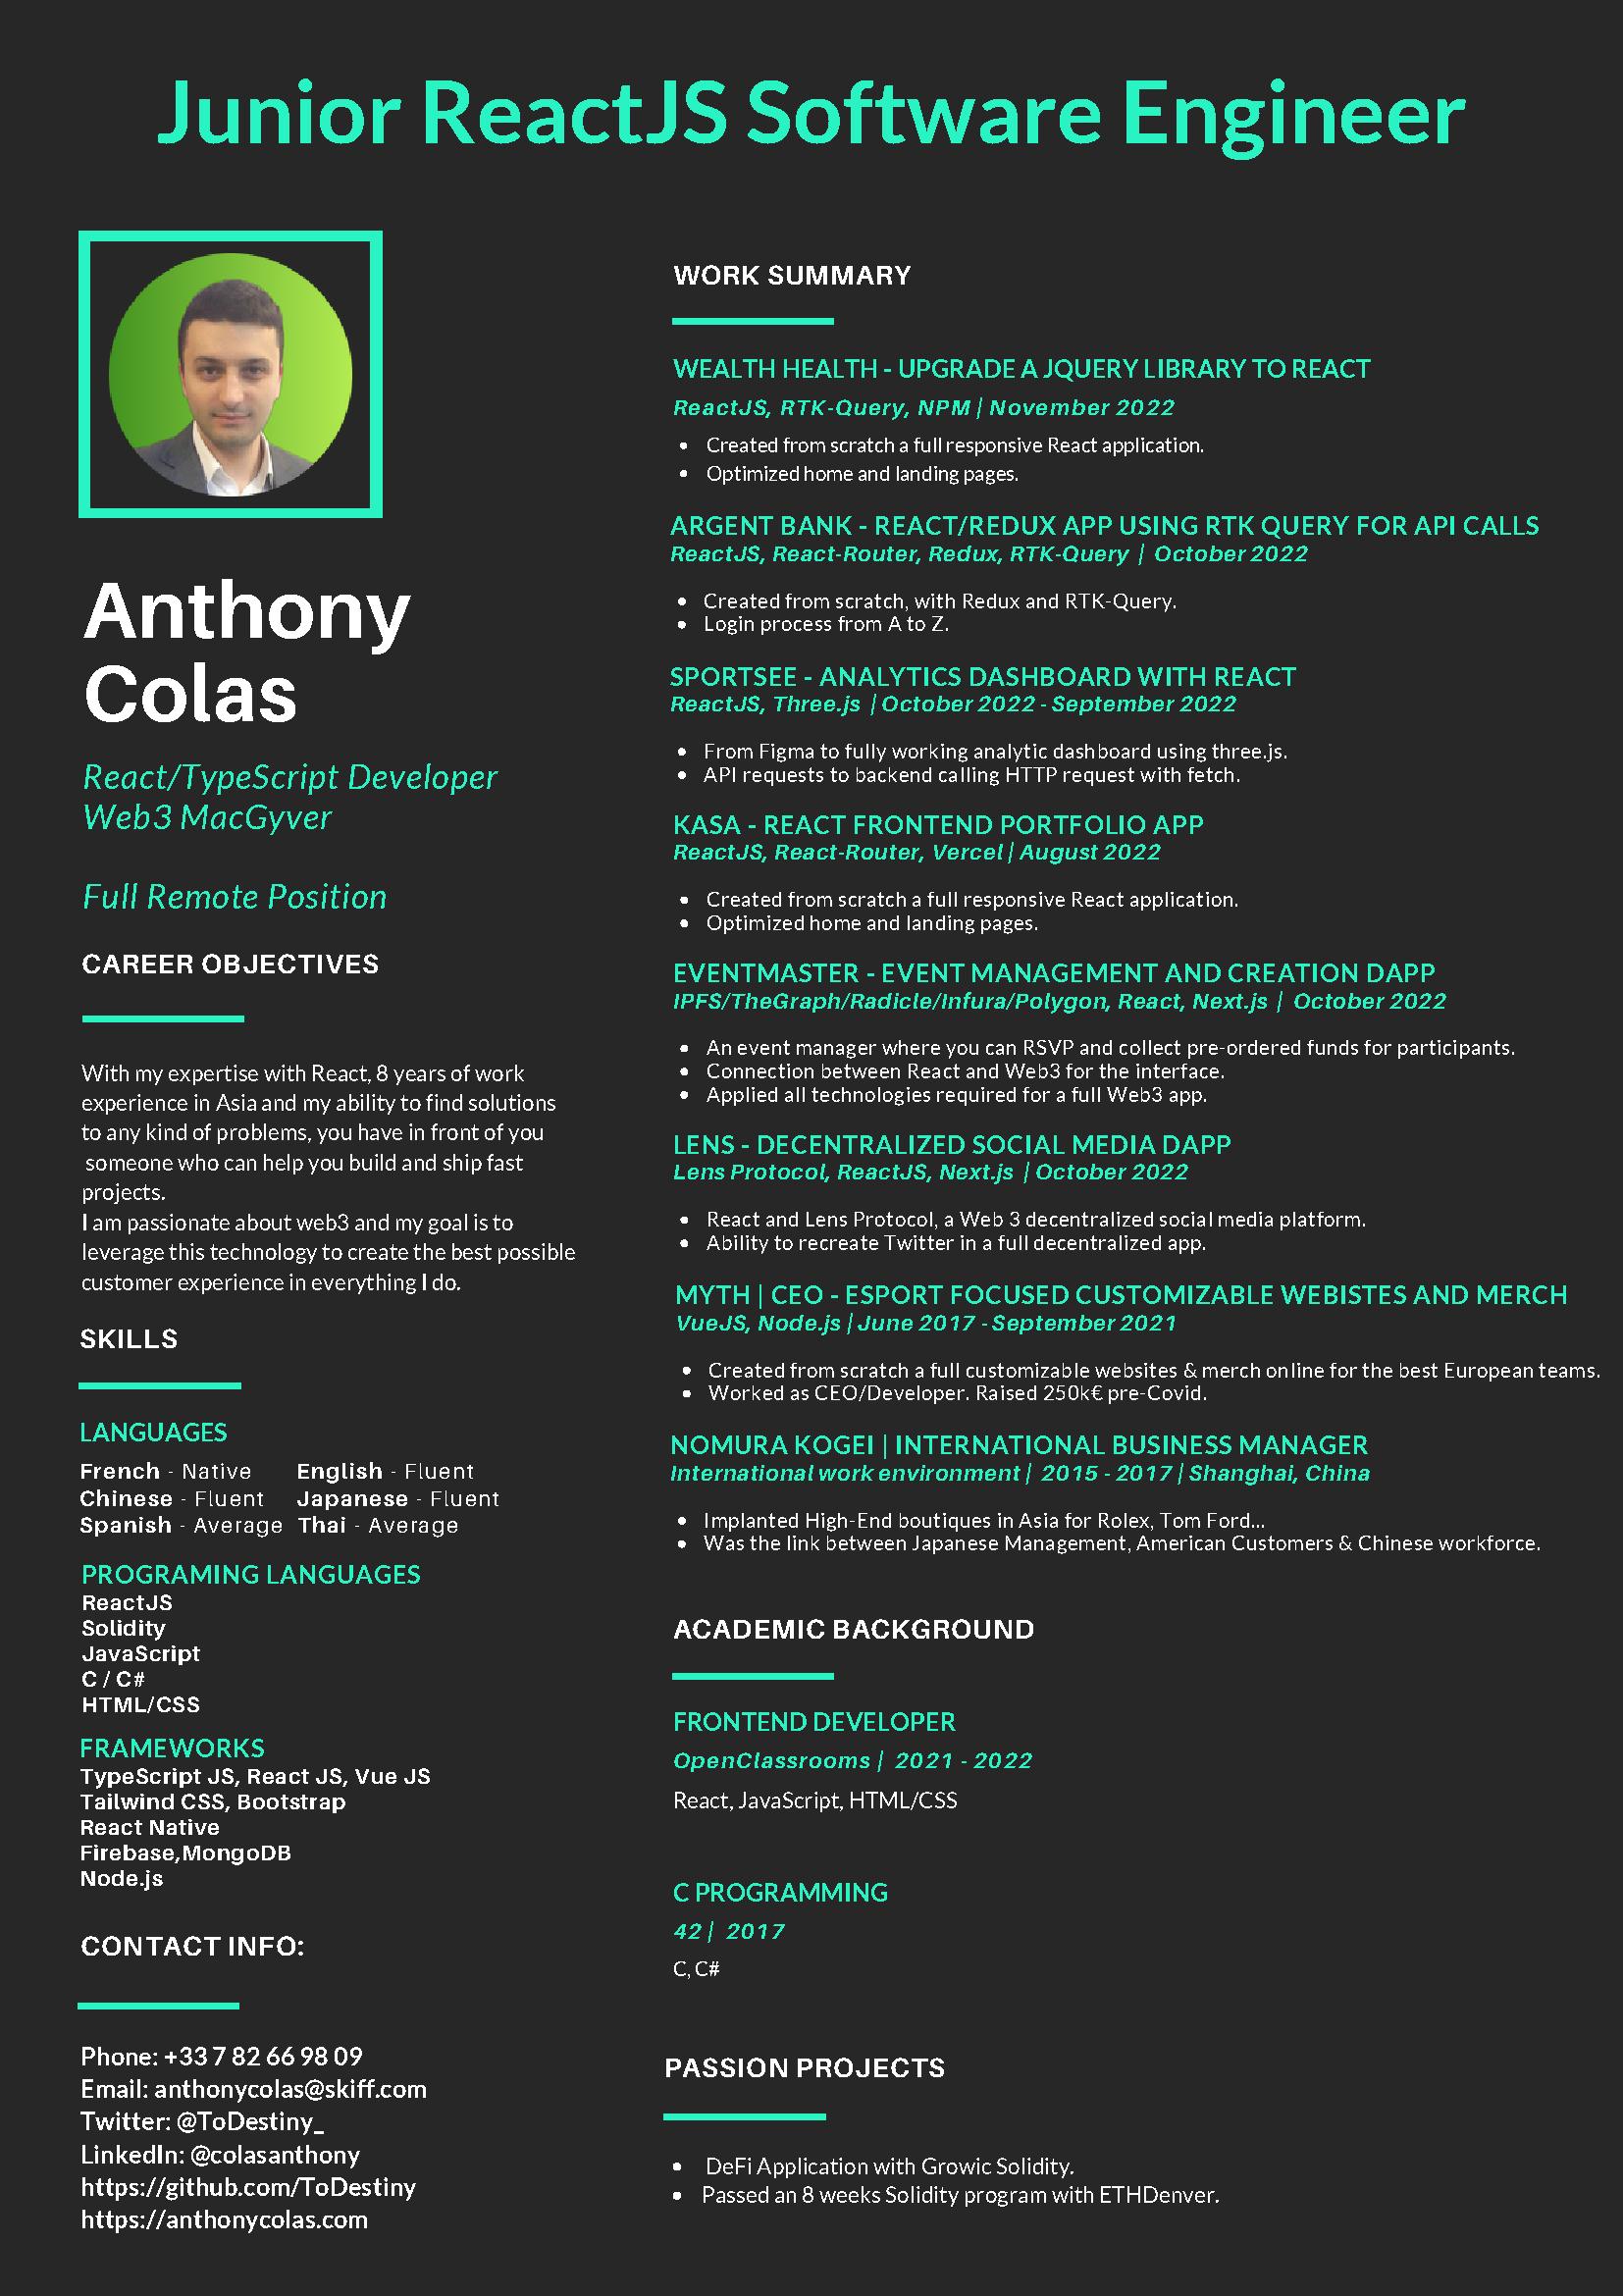 Junior ReactJS Software Engineer
Anthony
Colas
React/TypeScript Developer
Web3 MacGyver
Full Remote Position
CAREER OBJECTIVES
With my expertise with React, 8 years of work
experience in Asia and my ability to find solutions
to any kind of problems, you have in front of you
someone who can help you build and ship fast
projects.
I am passionate about web3 and my goal is to
leverage this technology to create the best possible
customer experience in everything I do.
SKILLS
LANGUAGES
French - Native English - Fluent
Chinese - Fluent Japanese - Fluent
Spanish - Average Thai - Average
PROGRAMING LANGUAGES
ReactJS
Solidity
JavaScript
C / C#
HTML/CSS
FRAMEWORKS
TypeScript JS, React JS, Vue JS
Tailwind CSS, Bootstrap
React Native
Firebase,MongoDB
Node.js
CONTACT INFO:
Phone: +33 7 82 66 98 09
Email: anthonycolas@skiff.com
Twitter: @ToDestiny_
LinkedIn: @colasanthony
https://github.com/ToDestiny
https://anthonycolas.com
WORK SUMMARY
WEALTH HEALTH - UPGRADE A JQUERY LIBRARY TO REACT
ReactJS, RTK-Query, NPM | November 2022
• Created from scratch a full responsive React application.
• Optimized home and landing pages.
ARGENT BANK - REACT/REDUX APP USING RTK QUERY FOR API CALLS
ReactJS, React-Router, Redux, RTK-Query | October 2022
• Created from scratch, with Redux and RTK-Query.
• Login process from A to Z.
SPORTSEE - ANALYTICS DASHBOARD WITH REACT
ReactJS, Three.js | October 2022 - September 2022
• From Figma to fully working analytic dashboard using three.js.
• API requests to backend calling HTTP request with fetch.
KASA - REACT FRONTEND PORTFOLIO APP
ReactJS, React-Router, Vercel | August 2022
• Created from scratch a full responsive React application.
• Optimized home and landing pages.
EVENTMASTER - EVENT MANAGEMENT AND CREATION DAPP
IPFS/TheGraph/Radicle/Infura/Polygon, React, Next.js | October 2022
• An event manager where you can RSVP and collect pre-ordered funds for participants.
• Connection between React and Web3 for the interface.
• Applied all technologies required for a full Web3 app.
LENS - DECENTRALIZED SOCIAL MEDIA DAPP
Lens Protocol, ReactJS, Next.js | October 2022
• React and Lens Protocol, a Web 3 decentralized social media platform.
• Ability to recreate Twitter in a full decentralized app.
MYTH | CEO - ESPORT FOCUSED CUSTOMIZABLE WEBISTES AND MERCH
VueJS, Node.js | June 2017 - September 2021
• Created from scratch a full customizable websites & merch online for the best European teams.
• Worked as CEO/Developer. Raised 250k€ pre-Covid.
NOMURA KOGEI | INTERNATIONAL BUSINESS MANAGER
International work environment | 2015 - 2017 | Shanghai, China
• Implanted High-End boutiques in Asia for Rolex, Tom Ford...
• Was the link between Japanese Management, American Customers & Chinese workforce.
ACADEMIC BACKGROUND
FRONTEND DEVELOPER
OpenClassrooms | 2021 - 2022
React, JavaScript, HTML/CSS
C PROGRAMMING
42 | 2017
C, C#
PASSION PROJECTS
• DeFi Application with Growic Solidity.
• Passed an 8 weeks Solidity program with ETHDenver.